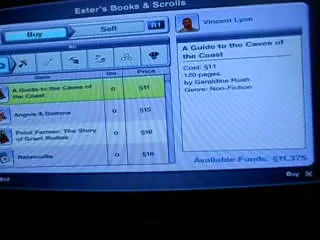 Exter's Books & Scrolls
Buy
Sell
R1
All
Item
Inv
Price
A Guide to the Caves of the Coast
0
§11
Angels & Daemons
0
§15
Point Farmer: The Story of Grant Rodiek
0
§16
Ratatouille
0
§16
Vincent Lyon
A Guide to the Caves of
the Coast
Cost: §11
120 pages.
by Geraldine Rush
Genre: Non-Fiction
Available Funds: §11,375
Buy